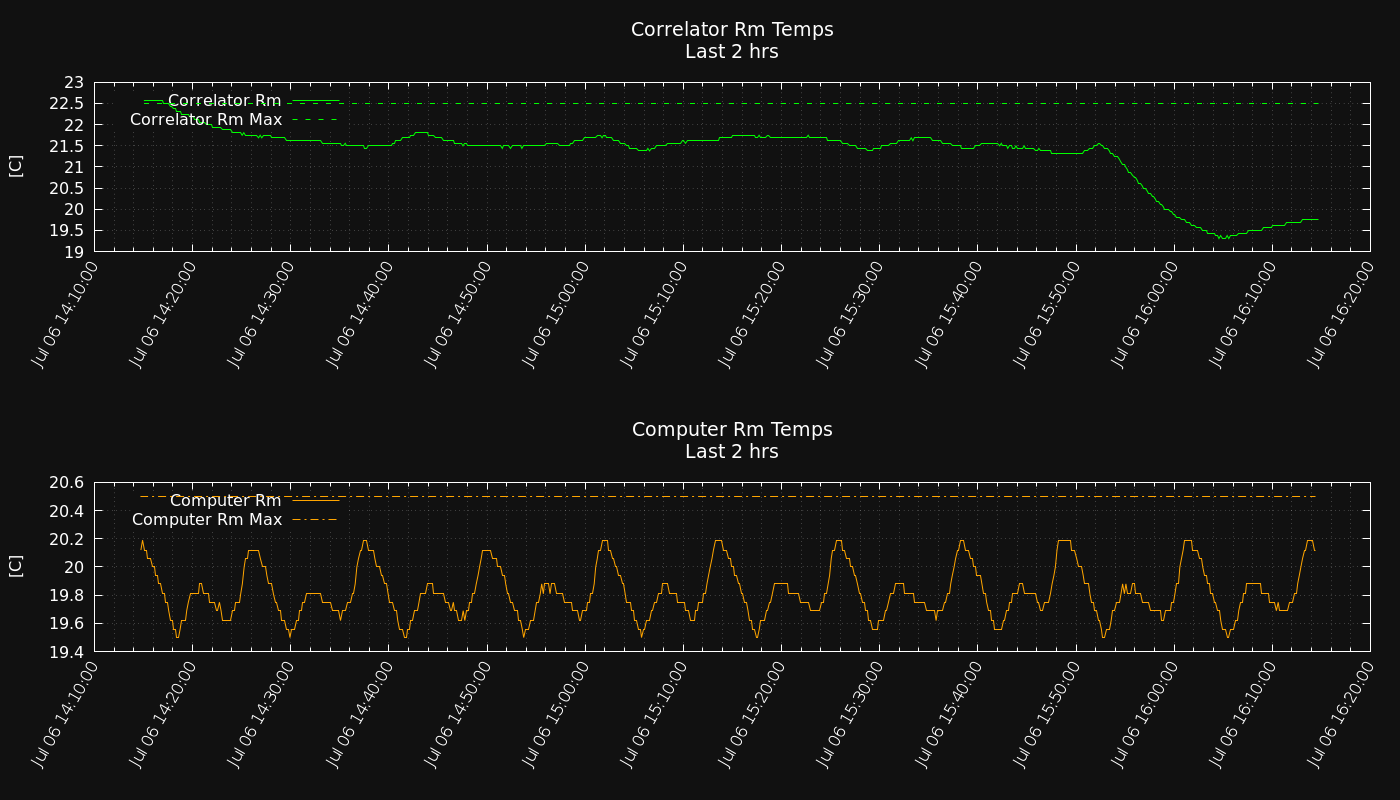 Correlator Rm Temps
Last 2 hrs
[C]
23
22.5
22
21.5
21
20.5
20
19.5
19
Correlator Rm
Correlator Rm Max
Jul 06 14:10:00
Jul 06 14:20:00
Jul 06 14:30:00
Jul 06 14:40:00
Jul 06 14:50:00
Jul 06 15:00:00
Jul 06 15:10:00
Jul 06 15:20:00
Jul 06 15:30:00
Jul 06 15:40:00
Jul 06 15:50:00
Jul 06 16:00:00
Jul 06 16:10:00
Jul 06 16:20:00
Computer Rm Temps
Last 2 hrs
[C]
20.6
20.4
20.2
20
19.8
19.6
19.4
Computer Rm
Computer Rm Max
Jul 06 14:10:00
Jul 06 14:20:00
Jul 06 14:30:00
Jul 06 14:40:00
Jul 06 14:50:00
Jul 06 15:00:00
Jul 06 15:10:00
Jul 06 15:20:00
Jul 06 15:30:00
Jul 06 15:40:00
Jul 06 15:50:00
Jul 06 16:00:00
Jul 06 16:10:00
Jul 06 16:20:00